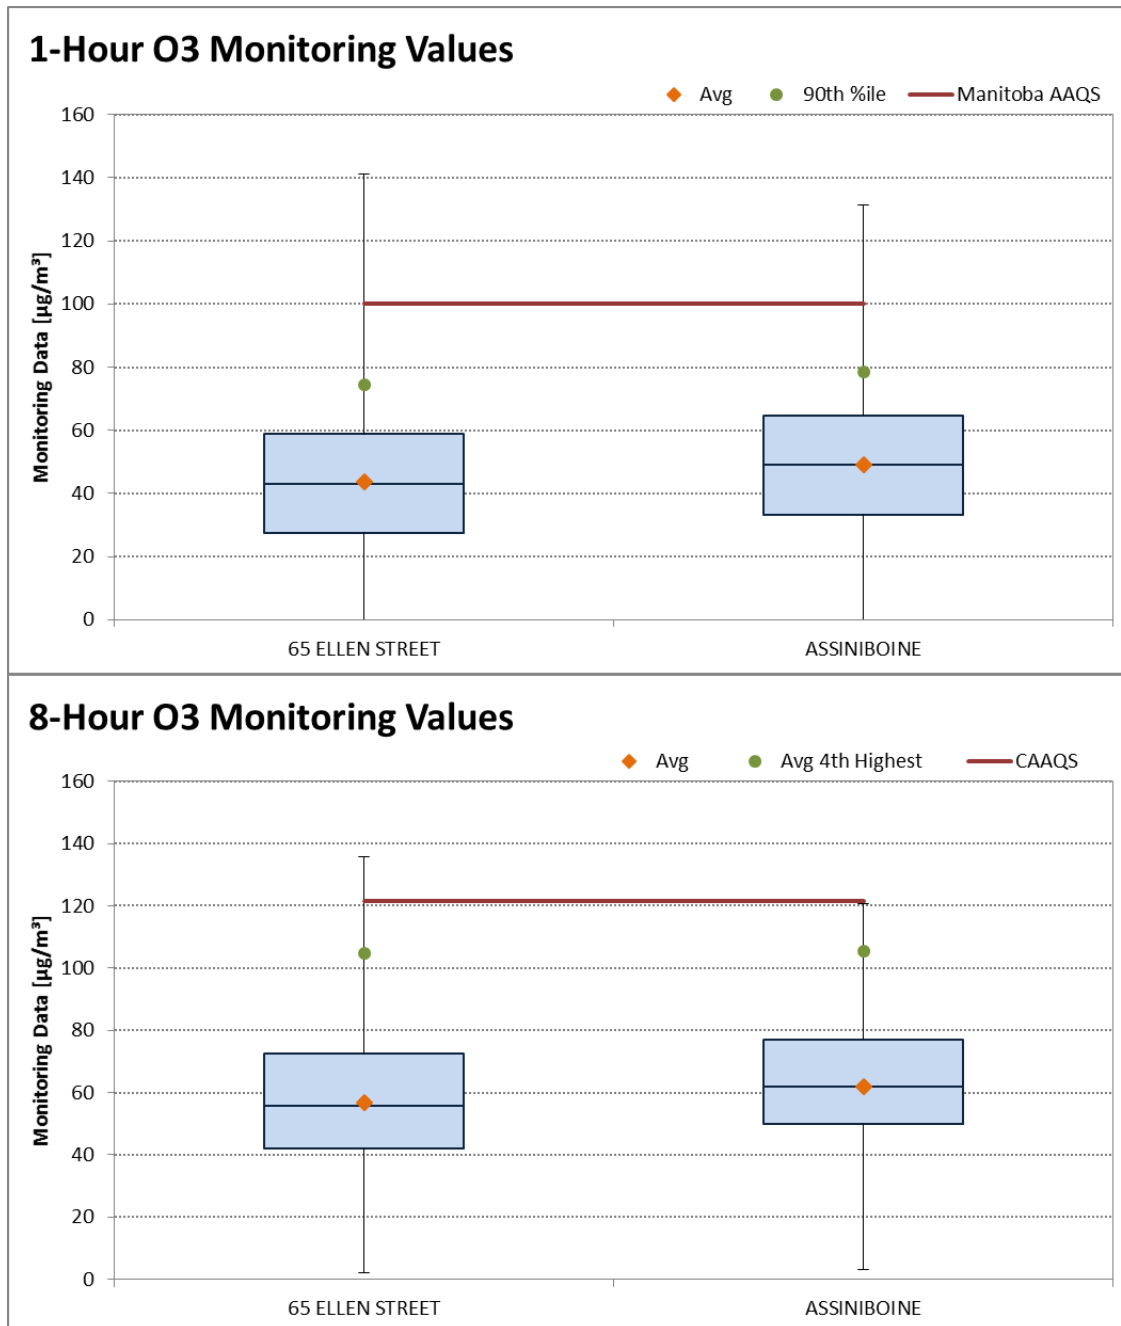 1-Hour O3 Monitoring Values
Avg 90th %ile Manitoba AAQS
160
140
120
100
80
60
40
20
0
Monitoring Data [µg/m³]
65 ELLEN STREET ASSINIBOINE
8-Hour O3 Monitoring Values
Avg Avg 4th Highest CAAQS
160
140
120
100
80
60
40
20
0
Monitoring Data [µg/m³]
65 ELLEN STREET ASSINIBOINE